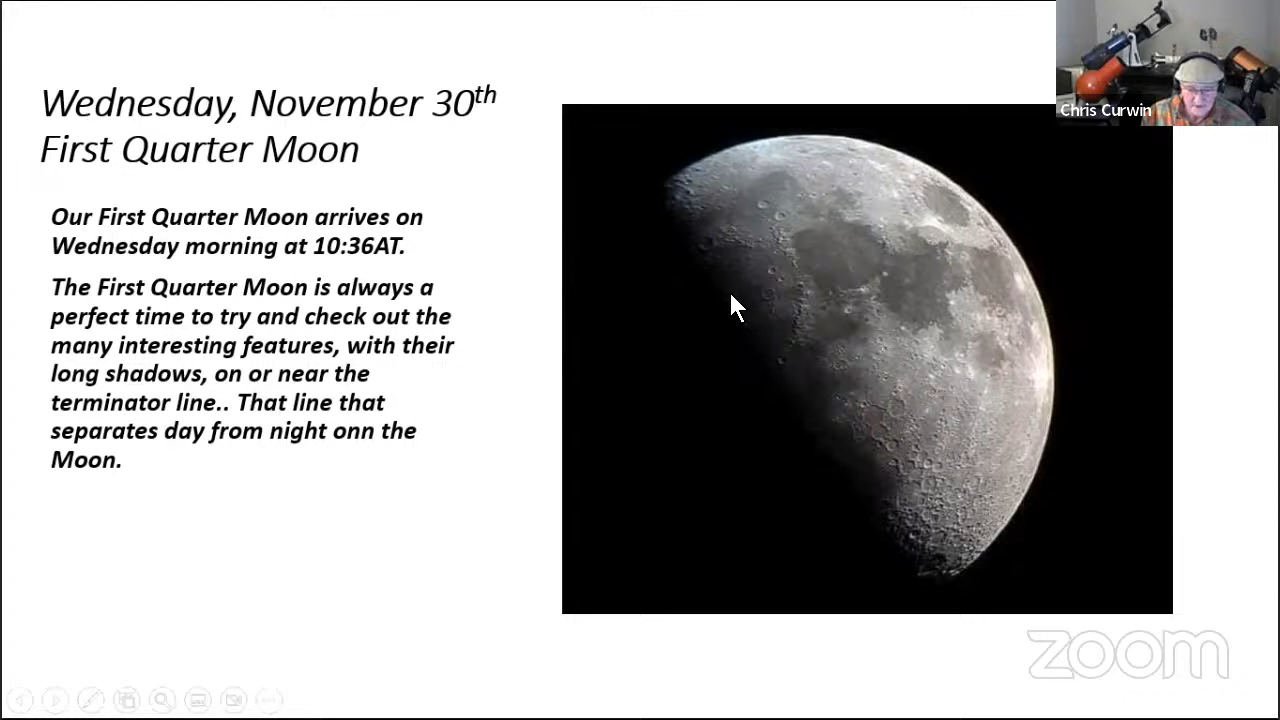 Wednesday, November 30th
First Quarter Moon
Our First Quarter Moon arrives on
Wednesday morning at 10:36AT.
The First Quarter Moon is always a
perfect time to try and check out the
many interesting features, with their
long shadows, on or near the
terminator line.. That line that
separates day from night onn the
Moon.
Chris Curwin
zoom